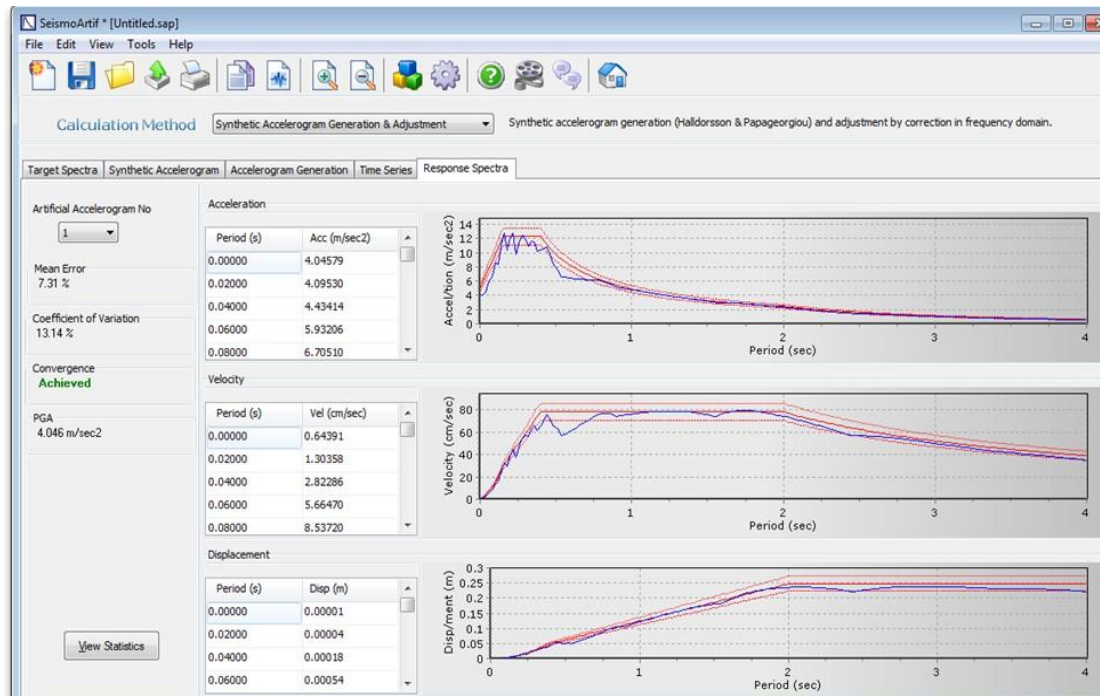 SeismoArtif * [Untitled.sap]
File Edit View Tools Help
Calculation Method Synthetic Accelerogram Generation & Adjustment Synthetic accelerogram generation (Halldorsson & Papageorgiou) and adjustment by correction in frequency domain.
Target Spectra Synthetic Accelerogram Accelerogram Generation Time Series Response Spectra
Artificial Accelerogram No
1
Mean Error
7.31 %
Coefficient of Variation
13.14 %
Convergence
Achieved
PGA
4.046 m/sec2
View Statistics
Acceleration
Period (s) Acc (m/sec2)
0.00000 4.04579
0.02000 4.09530
0.04000 4.43414
0.06000 5.93206
0.08000 6.70510
Accel/tion (m/sec2)
14
12
10
8
6
4
2
0
0 1 2 3 4
Period (sec)
Velocity
Period (s) Vel (cm/sec)
0.00000 0.64391
0.02000 1.30358
0.04000 2.82286
0.06000 5.66470
0.08000 8.53720
Velocity (cm/sec)
80
60
40
20
0
0 1 2 3 4
Period (sec)
Displacement
Period (s) Disp (m)
0.00000 0.00001
0.02000 0.00004
0.04000 0.00018
0.06000 0.00054
Disp/ment (m)
0.3
0.25
0.2
0.15
0.1
0.05
0
0 1 2 3 4
Period (sec)